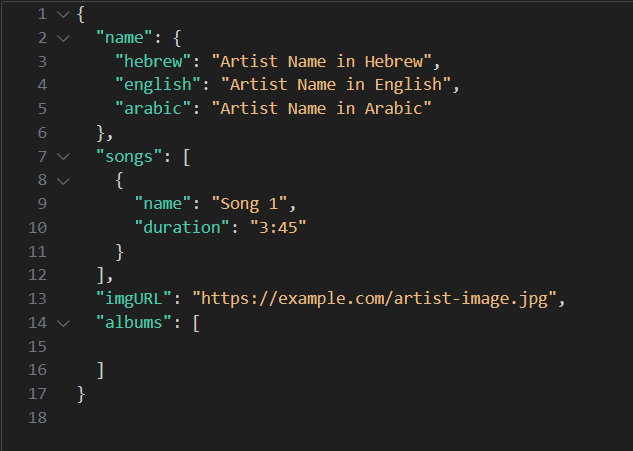 1 {
2 "name": {
3 "hebrew": "Artist Name in Hebrew",
4 "english": "Artist Name in English",
5 "arabic": "Artist Name in Arabic"
6 },
7 "songs": [
8 {
9 "name": "Song 1",
10 "duration": "3:45"
11 }
12 ],
13 "imgURL": "https://example.com/artist-image.jpg",
14 "albums": [
15
16 ]
17 }
18